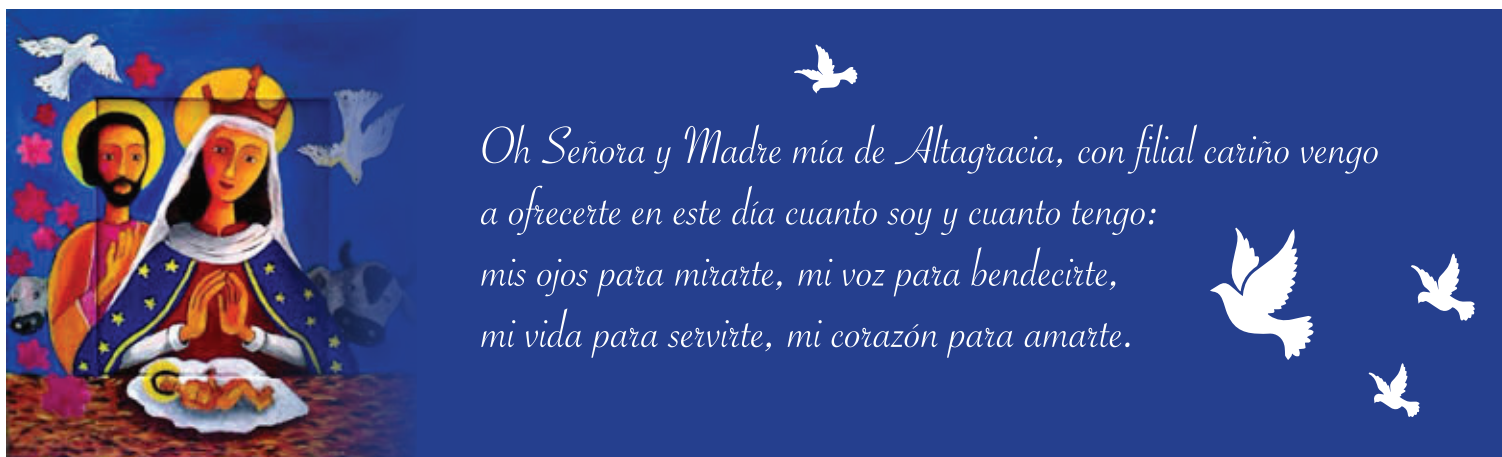 Oh Señora y Madre mía de Altagracia, con filial cariño vengo
a ofrecerte en este día cuanto soy y cuanto tengo:
mis ojos para mirarte, mi voz para bendecirte,
mi vida para servirte, mi corazón para amarte.